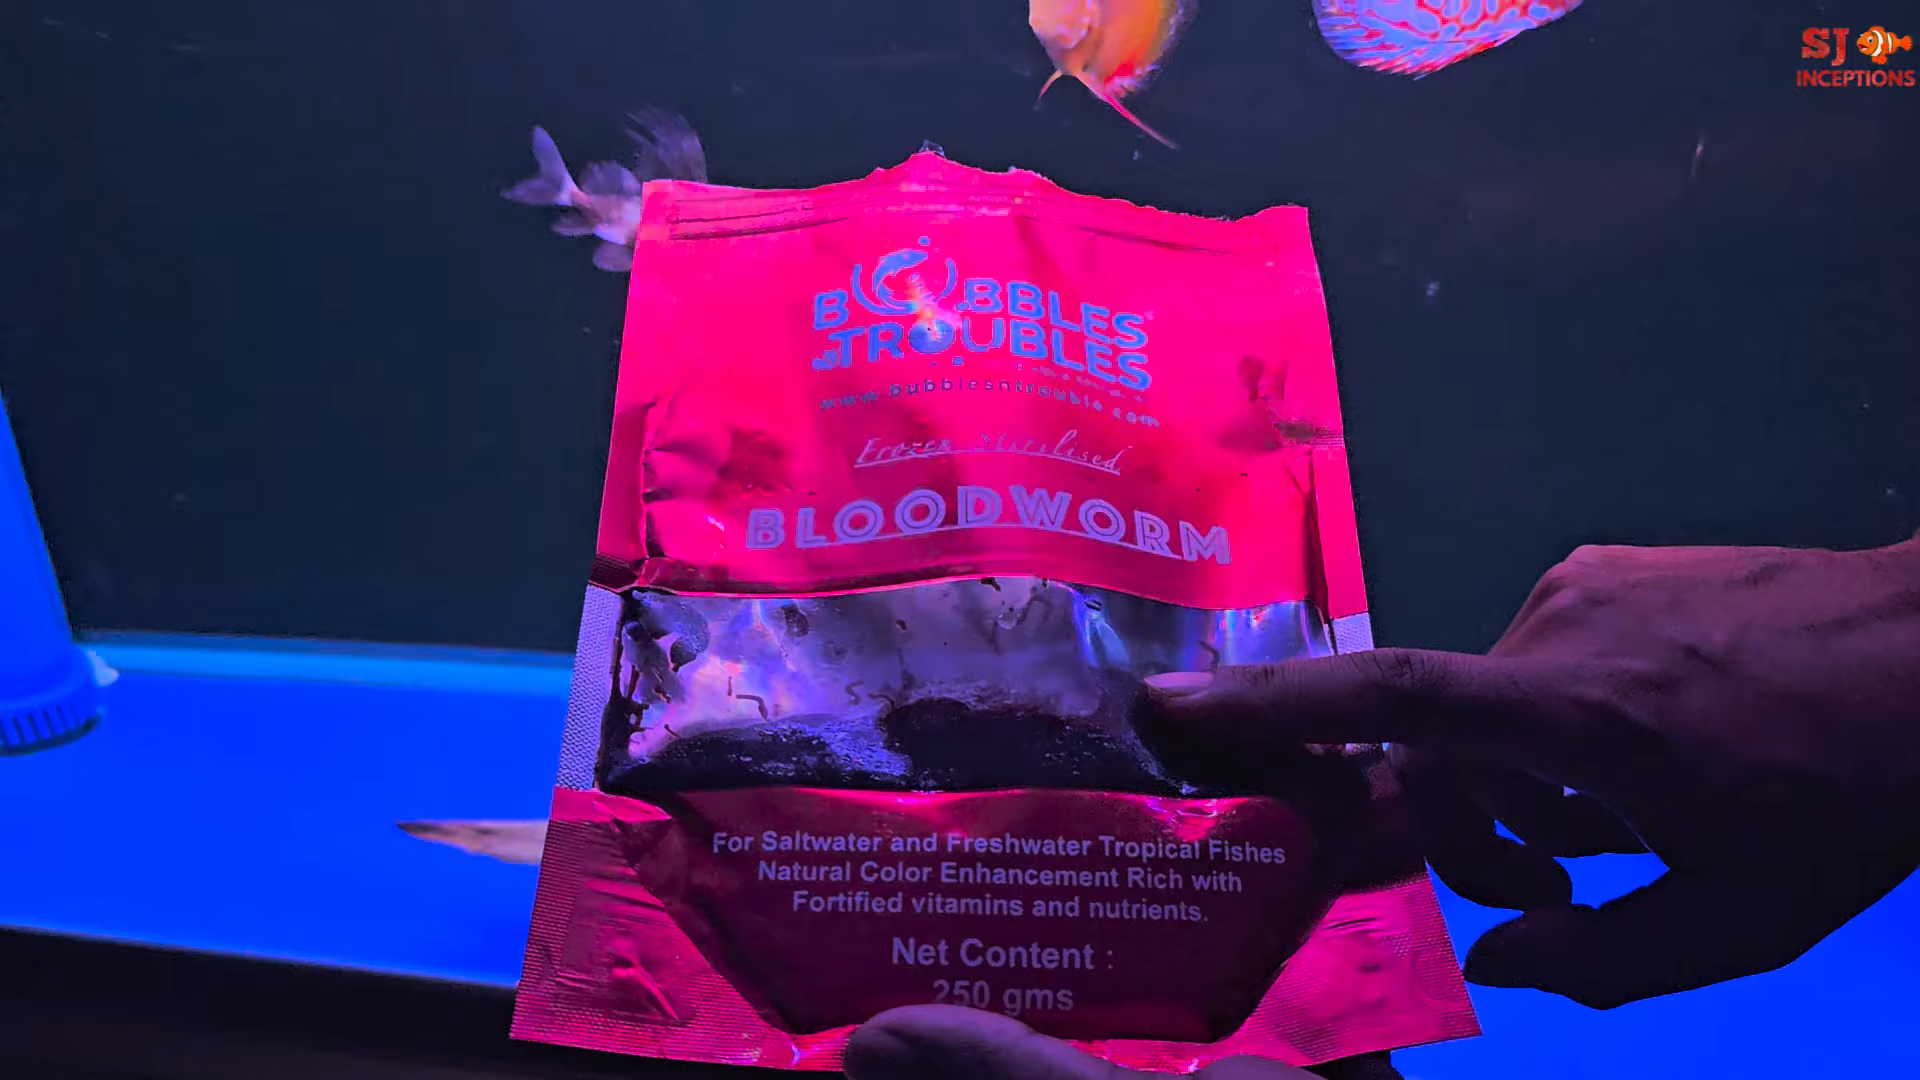 SJ
INCEPTIONS
BUBBLES
TROUBLES
www.bubblesntrouble.com
Frozen Sterilised
BLOODWORM
For Saltwater and Freshwater Tropical Fishes
Natural Color Enhancement Rich with
Fortified vitamins and nutrients.
Net Content :
250 gms